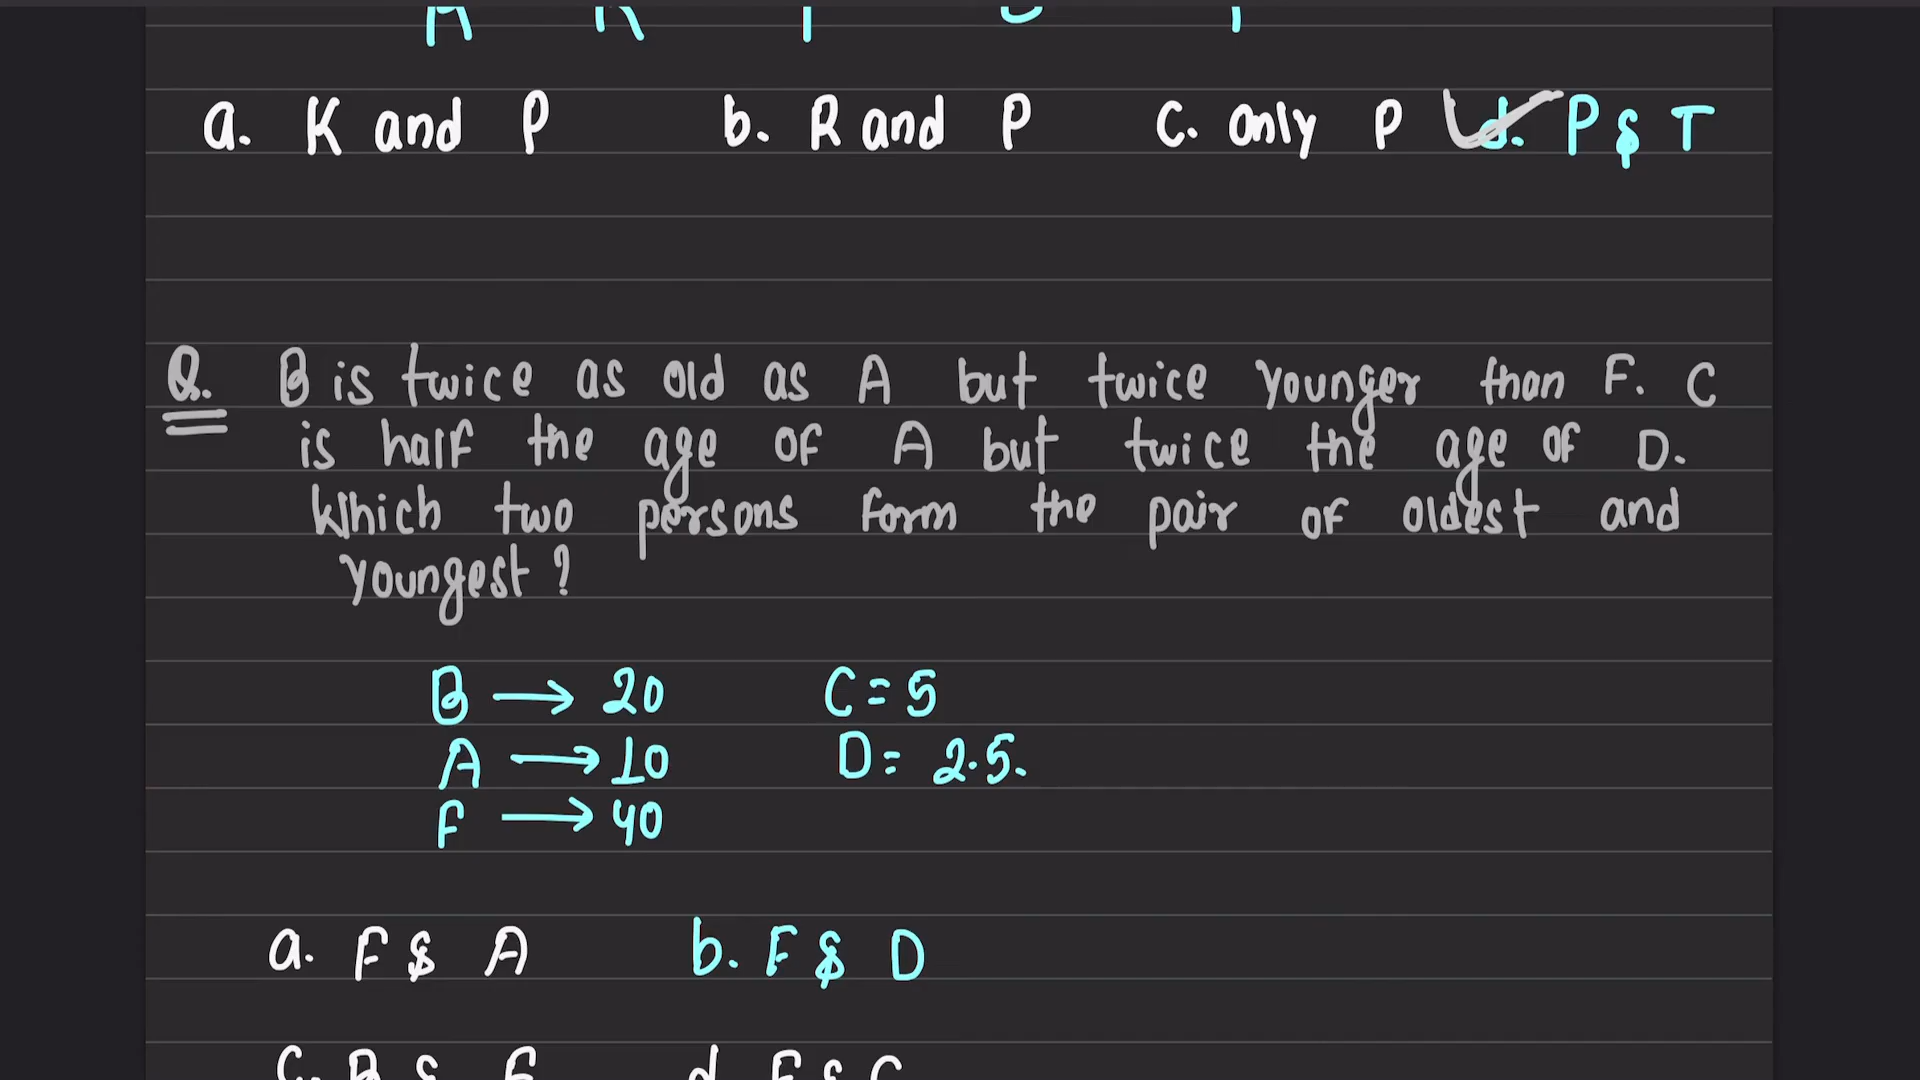 a. K and P b. R and P c. Only P d. P & T
Q. B is twice as old as A but twice younger than F. C
is half the age of A but twice the age of D.
Which two persons form the pair of oldest and
youngest?
B → 20 C = 5
A → 10 D = 2.5.
F → 40
a. F & A b. F & D